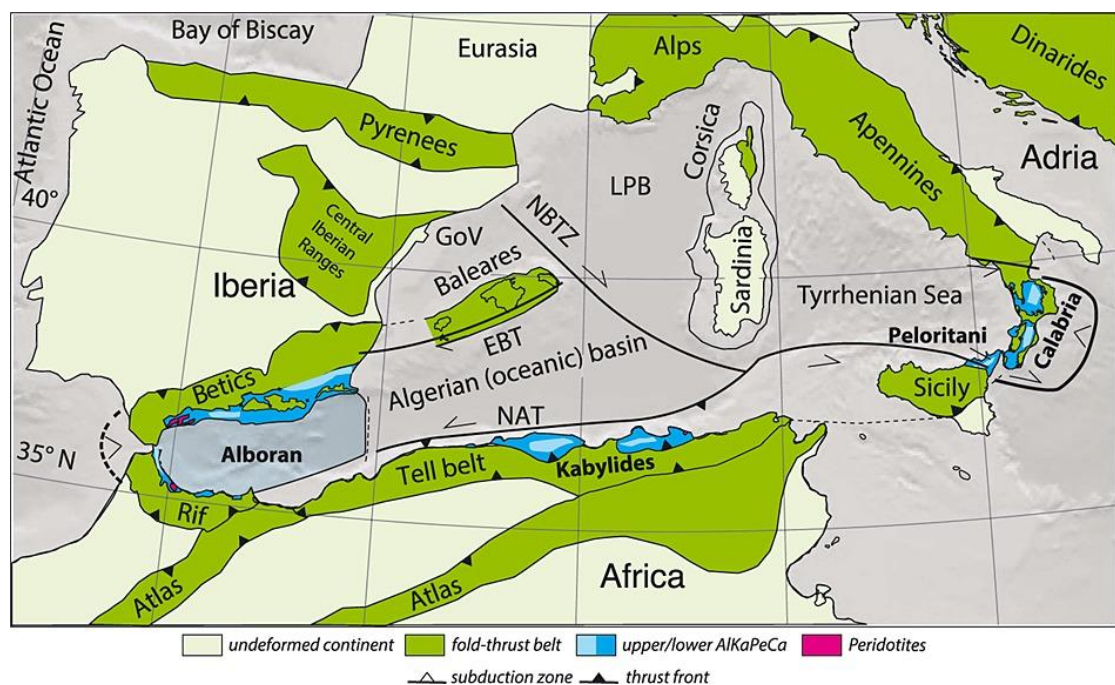 Bay of Biscay
Eurasia
Alps
Dinarides
Atlantic Ocean
Pyrenees
Corsica
Apennines
Adria
40°
LPB
NBTZ
Central
Iberian
Ranges
GoV
Baleares
Sardinia
Iberia
Tyrrhenian Sea
EBT
Peloritani
Calabria
Betics
Algerian (oceanic) basin
Sicily
NAT
35° N
Alboran
Tell belt
Kabylides
Rif
Atlas
Atlas
Africa
undeformed continent
fold-thrust belt
upper/lower AlKaPeCa
Peridotites
subduction zone
thrust front